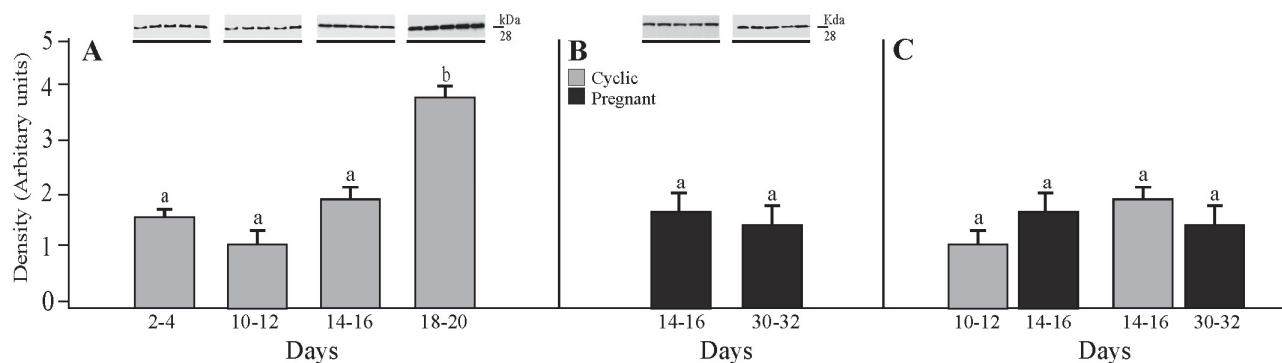 kDa
28
Kda
28
A
B
C
Cyclic
Pregnant
Density (Arbitary units)
5
4
3
2
1
0
a
a
a
b
a
a
a
a
a
a
2-4
10-12
14-16
18-20
14-16
30-32
10-12
14-16
14-16
30-32
Days
Days
Days